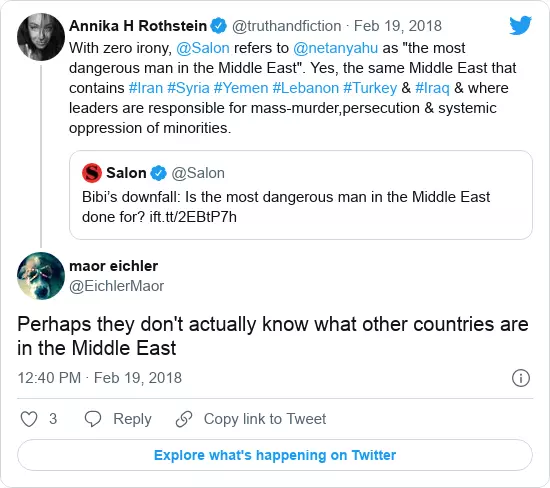 Annika H Rothstein @truthandfiction · Feb 19, 2018
With zero irony, @Salon refers to @netanyahu as "the most
dangerous man in the Middle East". Yes, the same Middle East that
contains #Iran #Syria #Yemen #Lebanon #Turkey & #Iraq & where
leaders are responsible for mass-murder,persecution & systemic
oppression of minorities.
S Salon @Salon
Bibi’s downfall: Is the most dangerous man in the Middle East
done for? ift.tt/2EBtP7h
maor eichler
@EichlerMaor
Perhaps they don't actually know what other countries are
in the Middle East
12:40 PM · Feb 19, 2018
3 Reply Copy link to Tweet
Explore what's happening on Twitter